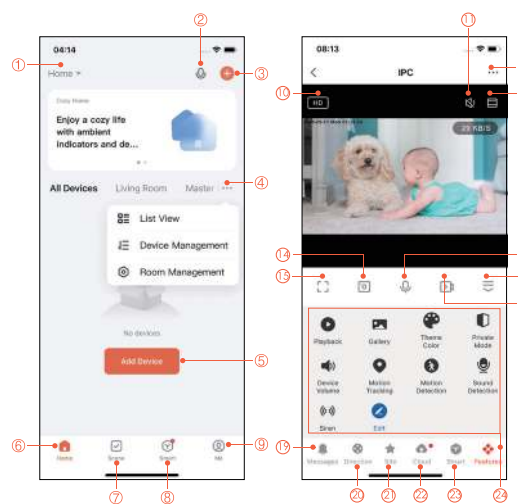 ②
⑪
①
04:14
Home
③
08:13
IPC
⑩
HD
Cozy Home
Enjoy a cozy life
with ambient
indicators and de...
29 KB/S
All Devices
Living Room
Master
④
List View
Device Management
Room Management
⑭
⑮
No devices
Add Device
⑤
Playback
Gallery
Theme
Color
Private
Mode
Device
Volume
Motion
Tracking
Motion
Detection
Sound
Detection
Siren
Edit
⑥
Home
Scene
Smart
Me
⑨
⑦
⑧
⑲
Messages
Direction
Site
Cloud
Smart
Features
⑳
㉑
㉒
㉓
㉔